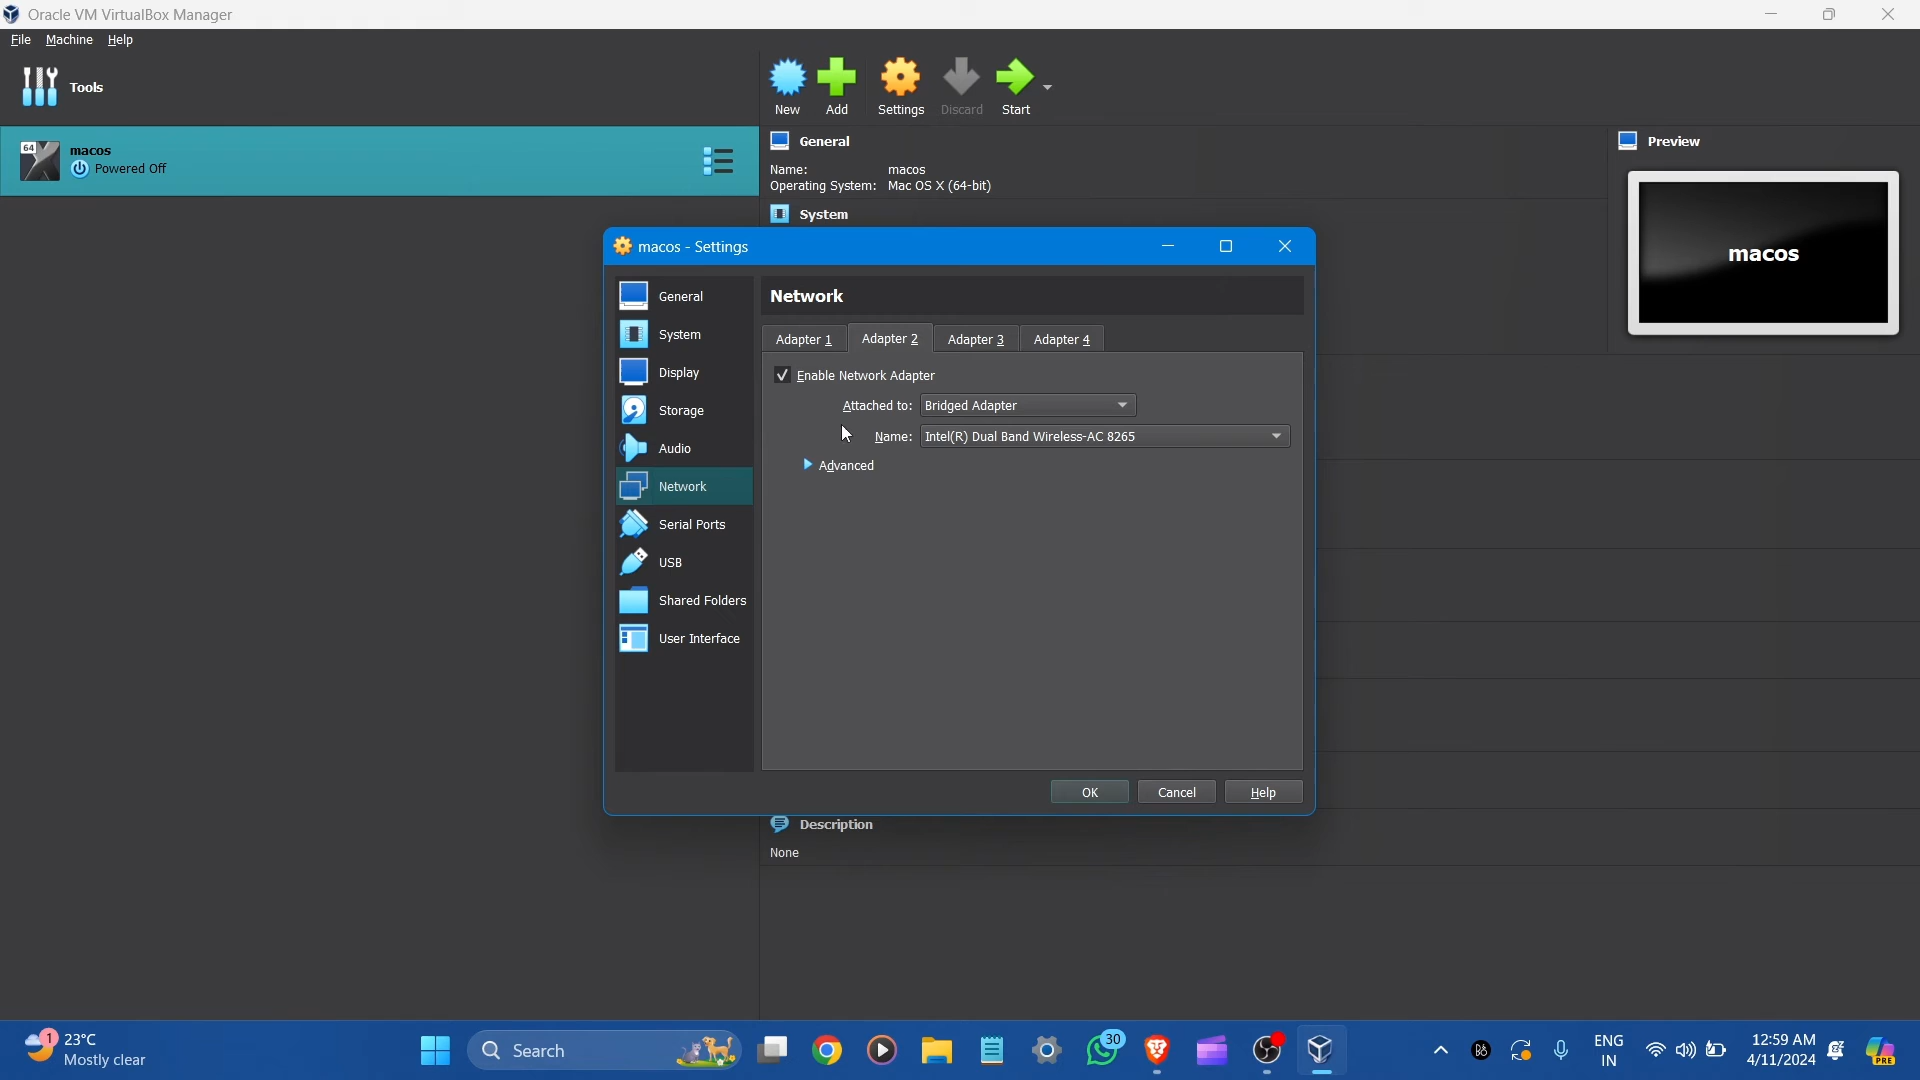 Oracle VM VirtualBox Manager
File Machine Help
Tools
New Add Settings Discard Start
64
macos
Powered Off
General
Name: macos
Operating System: Mac OS X (64-bit)
System
Preview
macos
macos - Settings
General
System
Display
Storage
Audio
Network
Serial Ports
USB
Shared Folders
User Interface
Network
Adapter 1 Adapter 2 Adapter 3 Adapter 4
Enable Network Adapter
Attached to: Bridged Adapter
Name: Intel(R) Dual Band Wireless-AC 8265
Advanced
OK Cancel Help
Description
None
1
23°C
Mostly clear
Search
30
ENG
IN
12:59 AM
4/11/2024
PRE